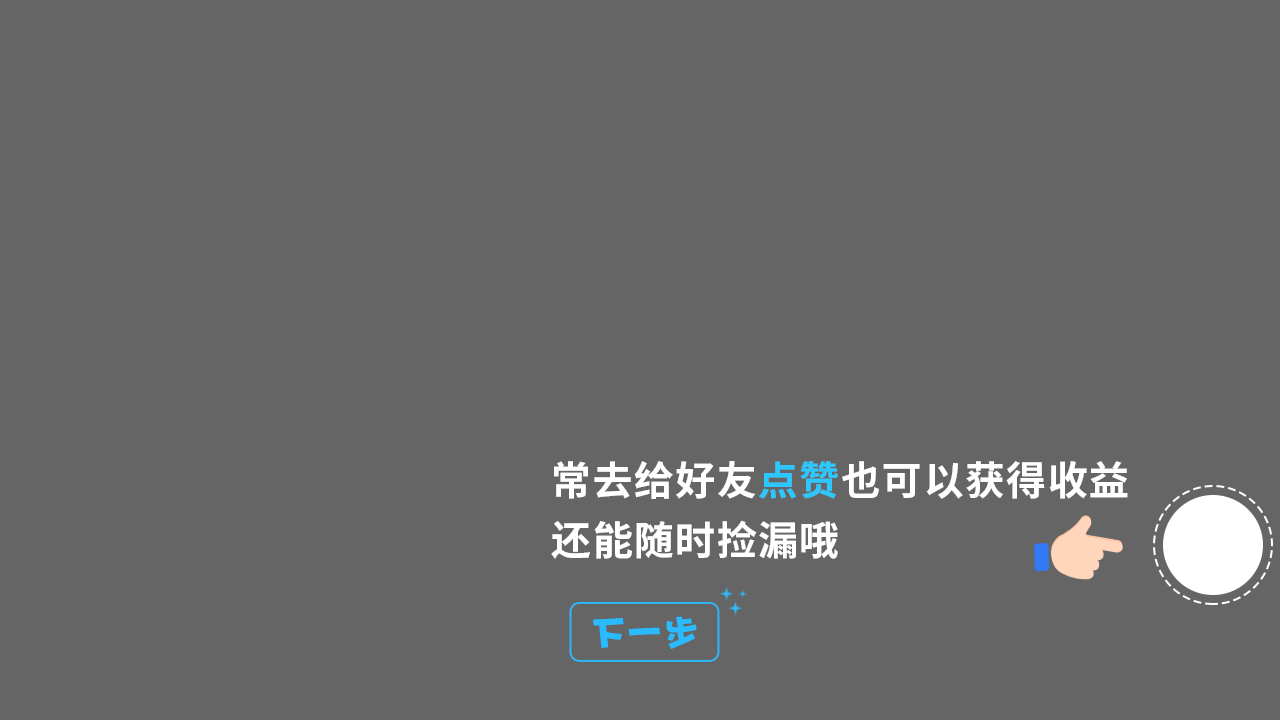 常去给好友点赞也可以获得收益
还能随时捡漏哦
下一步